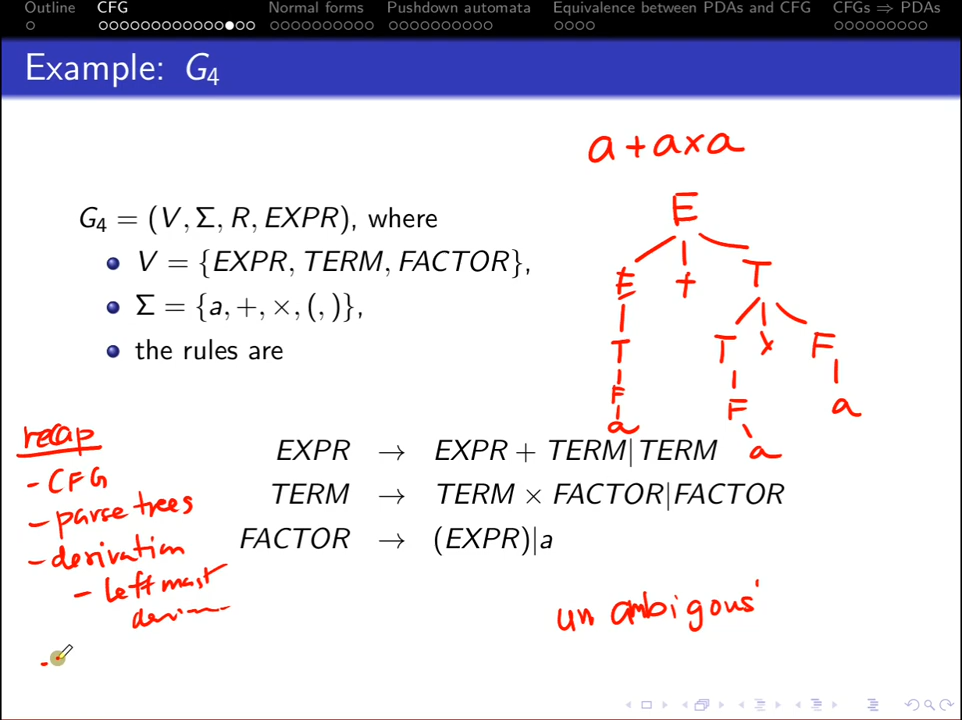 Outline CFG Normal forms Pushdown automata Equivalence between PDAs and CFG CFGs ⇒ PDAs
Example: G₄
a + a × a
E
E + T
T T × F
F F a
a a
G₄ = (V, Σ, R, EXPR), where
V = {EXPR, TERM, FACTOR},
Σ = {a, +, ×, (, )},
the rules are
EXPR → EXPR + TERM|TERM
TERM → TERM × FACTOR|FACTOR
FACTOR → (EXPR)|a
recap
- CFG
- parse trees
- derivation
- leftmost
unambigous